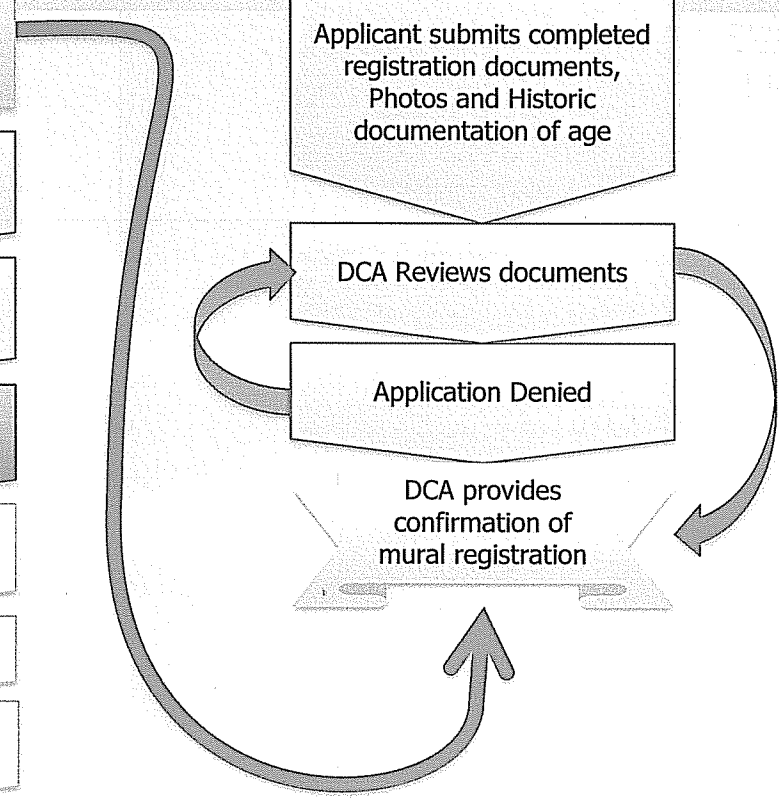 Applicant submits completed
registration documents,
Photos and Historic
documentation of age
DCA Reviews documents
Application Denied
DCA provides
confirmation of
mural registration